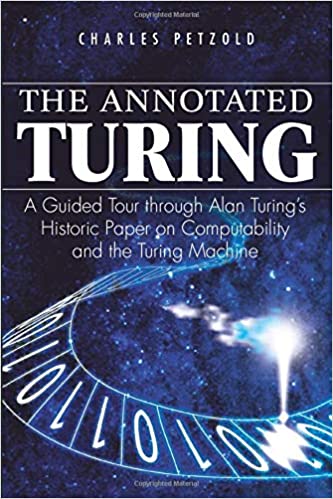 CHARLES PETZOLD
THE ANNOTATED
TURING
A Guided Tour through Alan Turing's
Historic Paper on Computability
and the Turing Machine